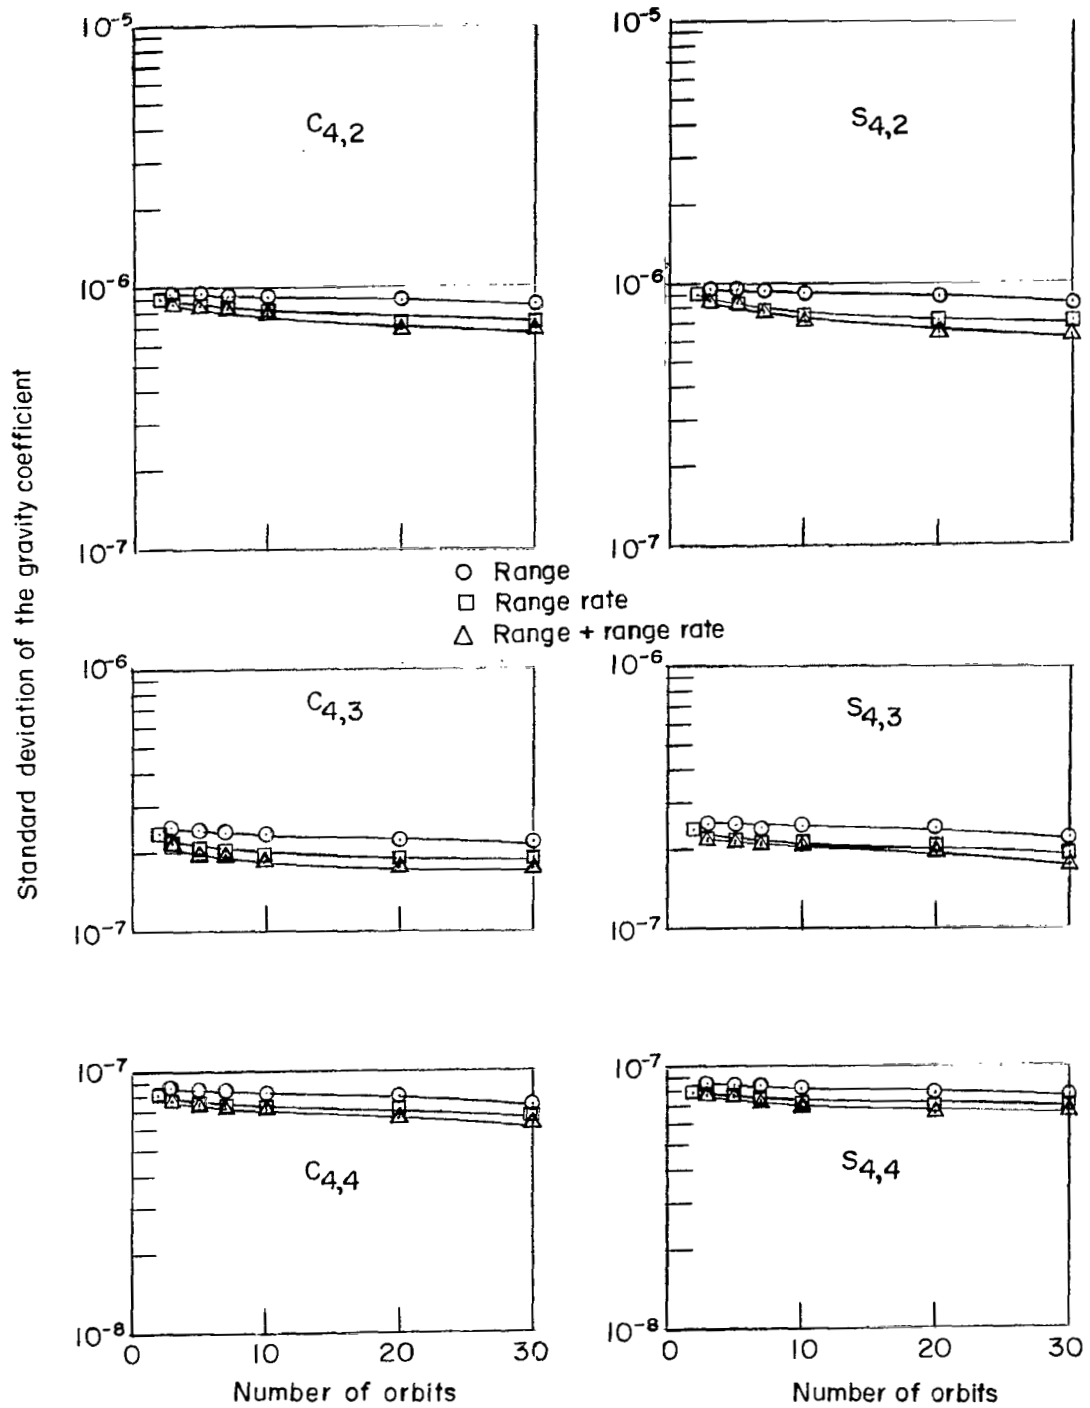 10-5
C4,2
10-6
10-7
10-5
S4,2
10-6
10-7
Standard deviation of the gravity coefficient
Range
Range rate
Range + range rate
10-6
C4,3
10-7
10-6
S4,3
10-7
10-7
C4,4
10-8
0 10 20 30
Number of orbits
10-7
S4,4
10-8
0 10 20 30
Number of orbits